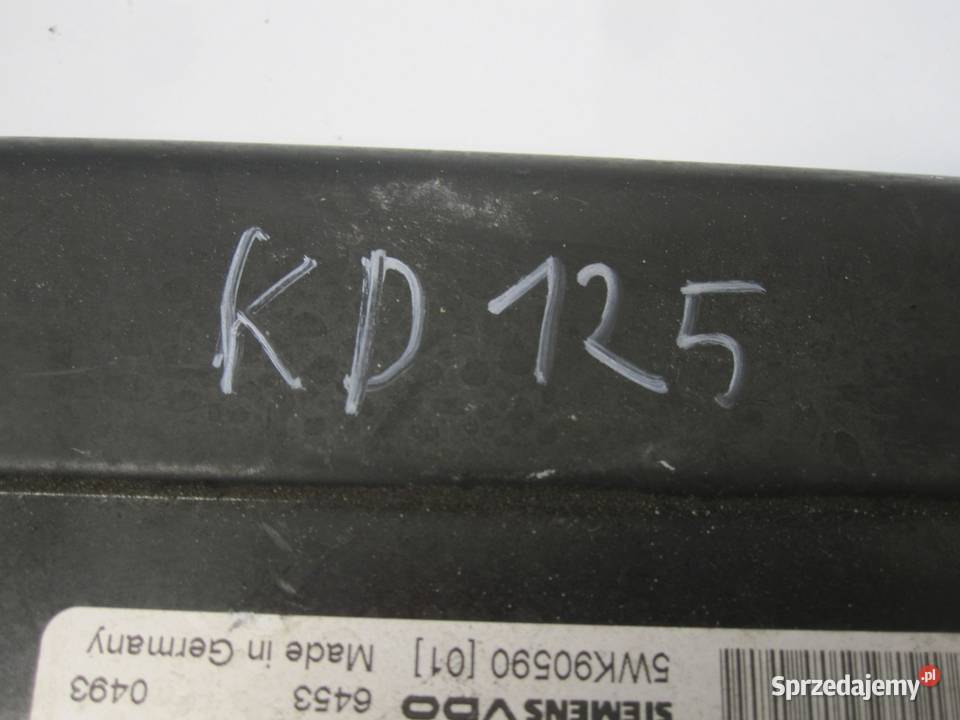 KD 125
SIEMENS VDO 6453 0493
5WK90590 [01] Made in Germany
Sprzedajemy.pl